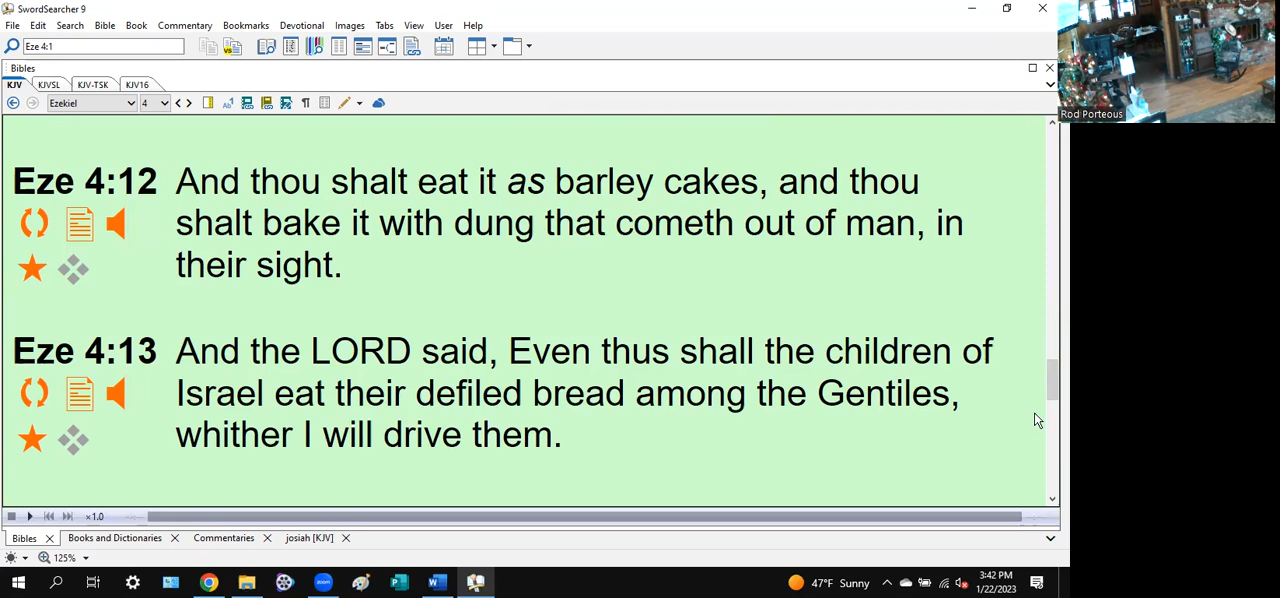 SwordSearcher 9
File Edit Search Bible Book Commentary Bookmarks Devotional Images Tabs View User Help
Eze 4:1
Bibles
KJV KJVSL KJV-TSK KJV16
Ezekiel 4
Rod Porteous
Eze 4:12 And thou shalt eat it as barley cakes, and thou
shalt bake it with dung that cometh out of man, in
their sight.
Eze 4:13 And the LORD said, Even thus shall the children of
Israel eat their defiled bread among the Gentiles,
whither I will drive them.
×1.0
Bibles Books and Dictionaries Commentaries josiah [KJV]
125%
47°F Sunny
3:42 PM
1/22/2023